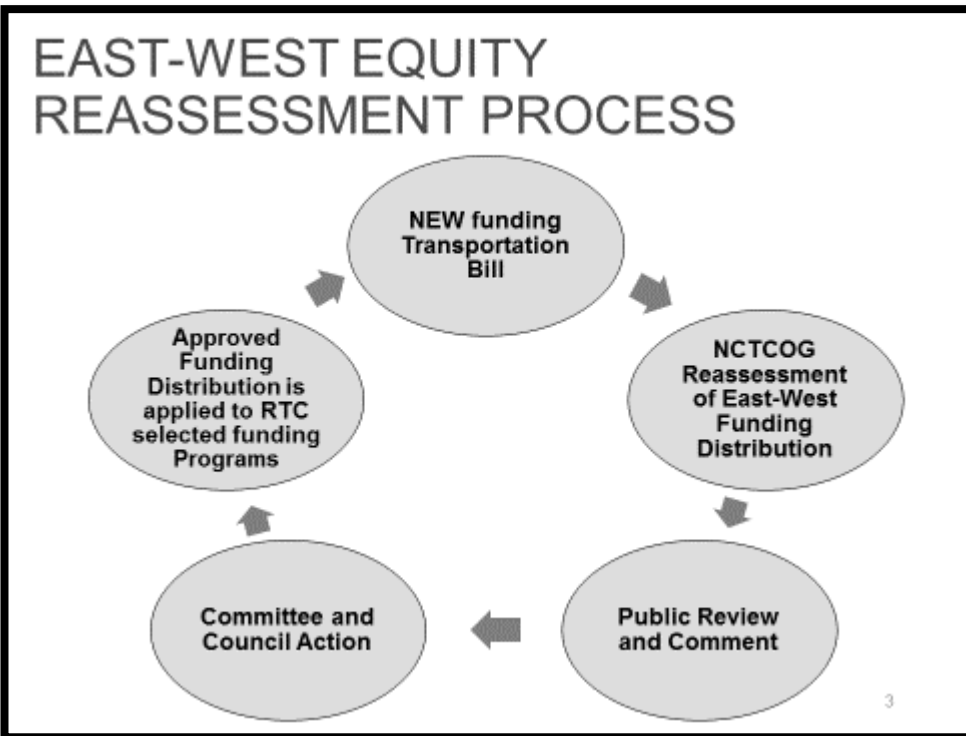 EAST-WEST EQUITY
REASSESSMENT PROCESS
NEW funding
Transportation
Bill
NCTCOG
Reassessment
of East-West
Funding
Distribution
Public Review
and Comment
Committee and
Council Action
Approved
Funding
Distribution is
applied to RTC
selected funding
Programs
3